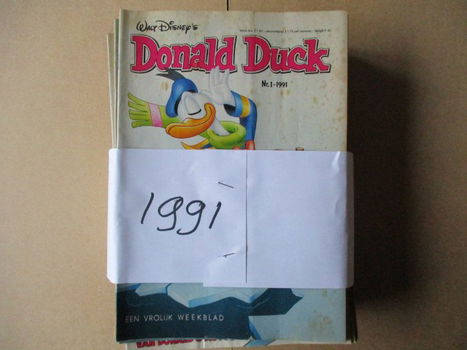 Walt Disney's
Donald Duck
Nr.1-1991
1991
EEN VROLIJK WEEKBLAD